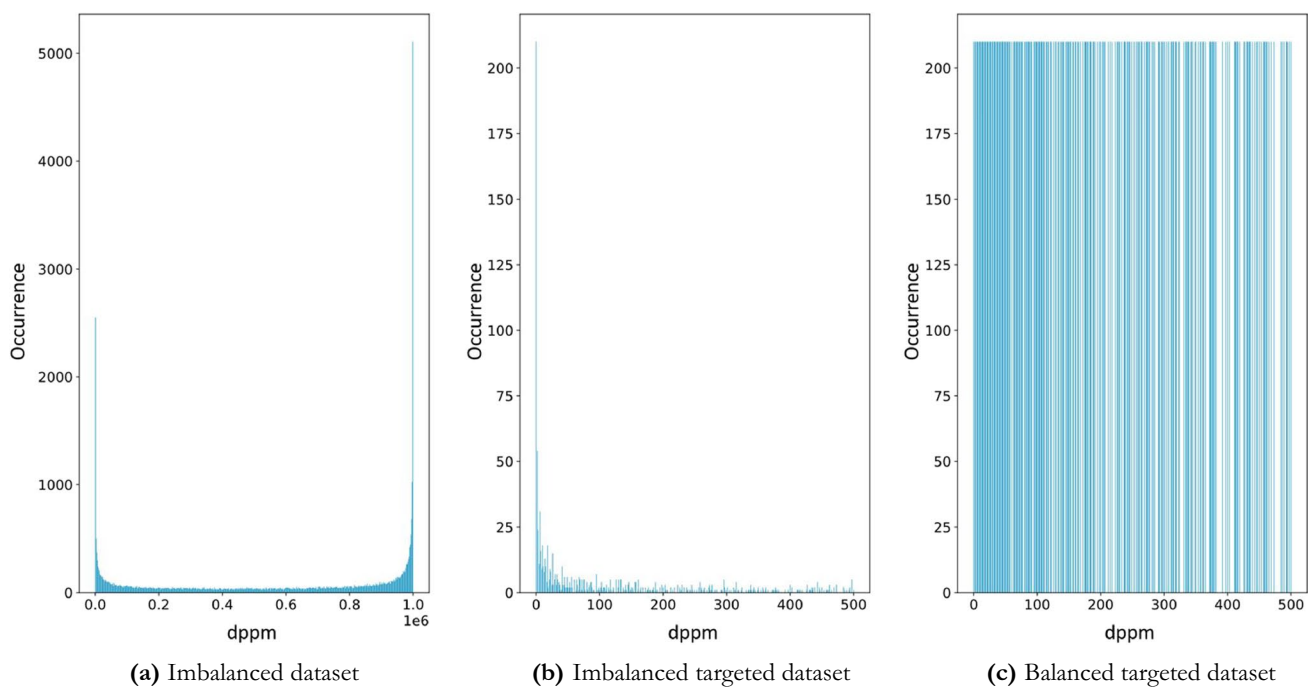 5000
4000
3000
2000
1000
0
Occurrence
0.0 0.2 0.4 0.6 0.8 1.0
1e6
dppm
(a) Imbalanced dataset
200
175
150
125
100
75
50
25
0
Occurrence
0 100 200 300 400 500
dppm
(b) Imbalanced targeted dataset
200
175
150
125
100
75
50
25
0
Occurrence
0 100 200 300 400 500
dppm
(c) Balanced targeted dataset